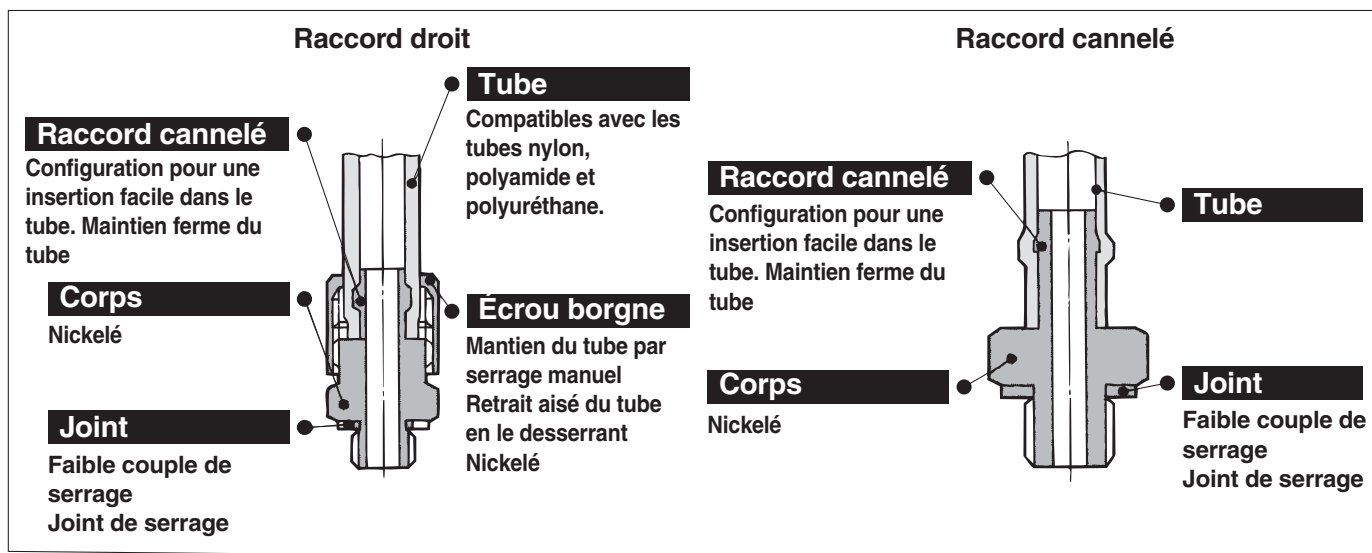 Raccord droit
Raccord cannelé
Configuration pour une
insertion facile dans le
tube. Maintien ferme du
tube
Corps
Nickelé
Joint
Faible couple de
serrage
Joint de serrage
Tube
Compatibles avec les
tubes nylon,
polyamide et
polyuréthane.
Écrou borgne
Mantien du tube par
serrage manuel
Retrait aisé du tube
en le desserrant
Nickelé
Raccord cannelé
Raccord cannelé
Configuration pour une
insertion facile dans le
tube. Maintien ferme du
tube
Corps
Nickelé
Tube
Joint
Faible couple de
serrage
Joint de serrage